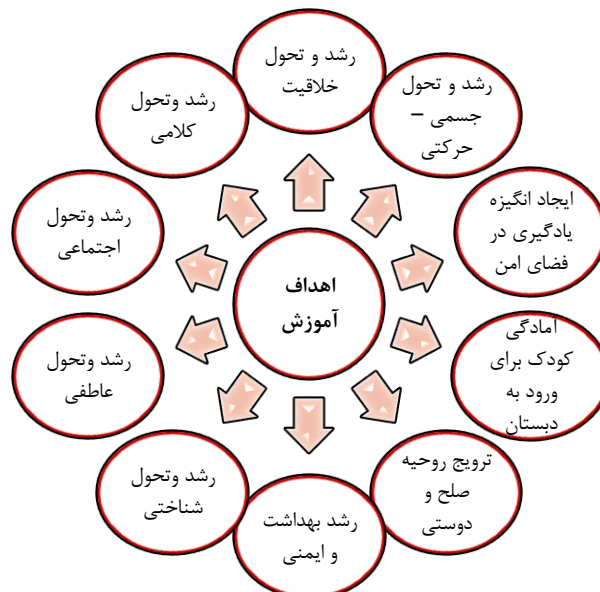 رشد و تحول
خلاقیت
رشد و تحول
جسمی –
حرکتی
ایجاد انگیزه
یادگیری در
فضای امن
امادگی
کودک برای
ورود به
دبستان
ترویج روحیه
صلح و
دوستی
رشد بهداشت
و ایمنی
رشد وتحول
شناختی
رشد وتحول
عاطفی
رشد وتحول
اجتماعی
رشد وتحول
کلامی
اهداف
آموزش